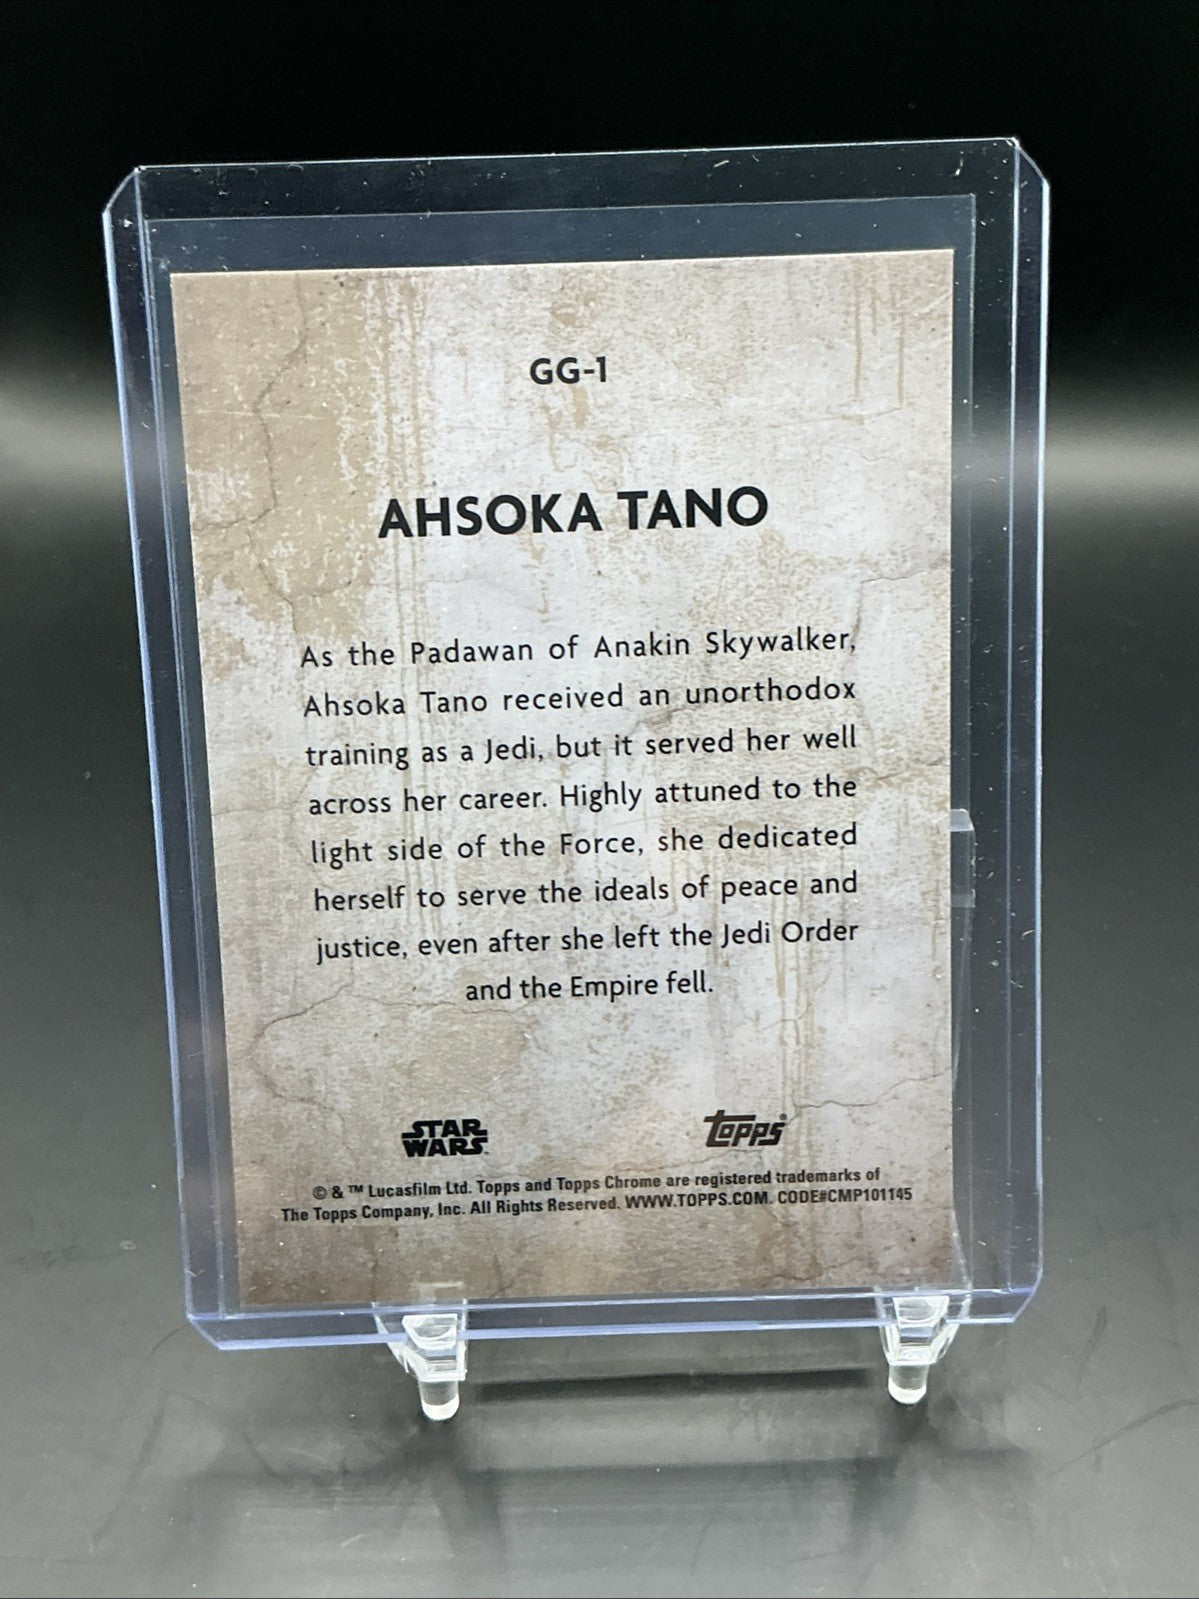 GG-1
AHSOKA TANO
As the Padawan of Anakin Skywalker,
Ahsoka Tano received an unorthodox
training as a Jedi, but it served her well
across her career. Highly attuned to the
light side of the Force, she dedicated
herself to serve the ideals of peace and
justice, even after she left the Jedi Order
and the Empire fell.
STAR
WARS
topps
© & ™ Lucasfilm Ltd. Topps and Topps Chrome are registered trademarks of
The Topps Company, Inc. All Rights Reserved. WWW.TOPPS.COM. CODE#CMP101145